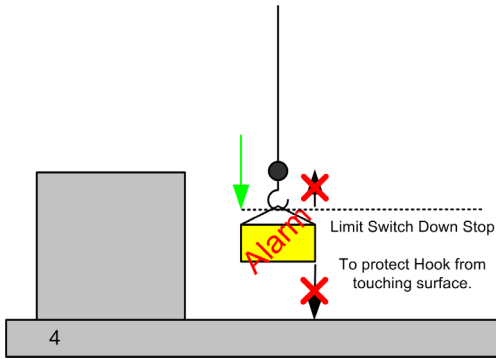 Alarm
Limit Switch Down Stop
To protect Hook from
touching surface.
4